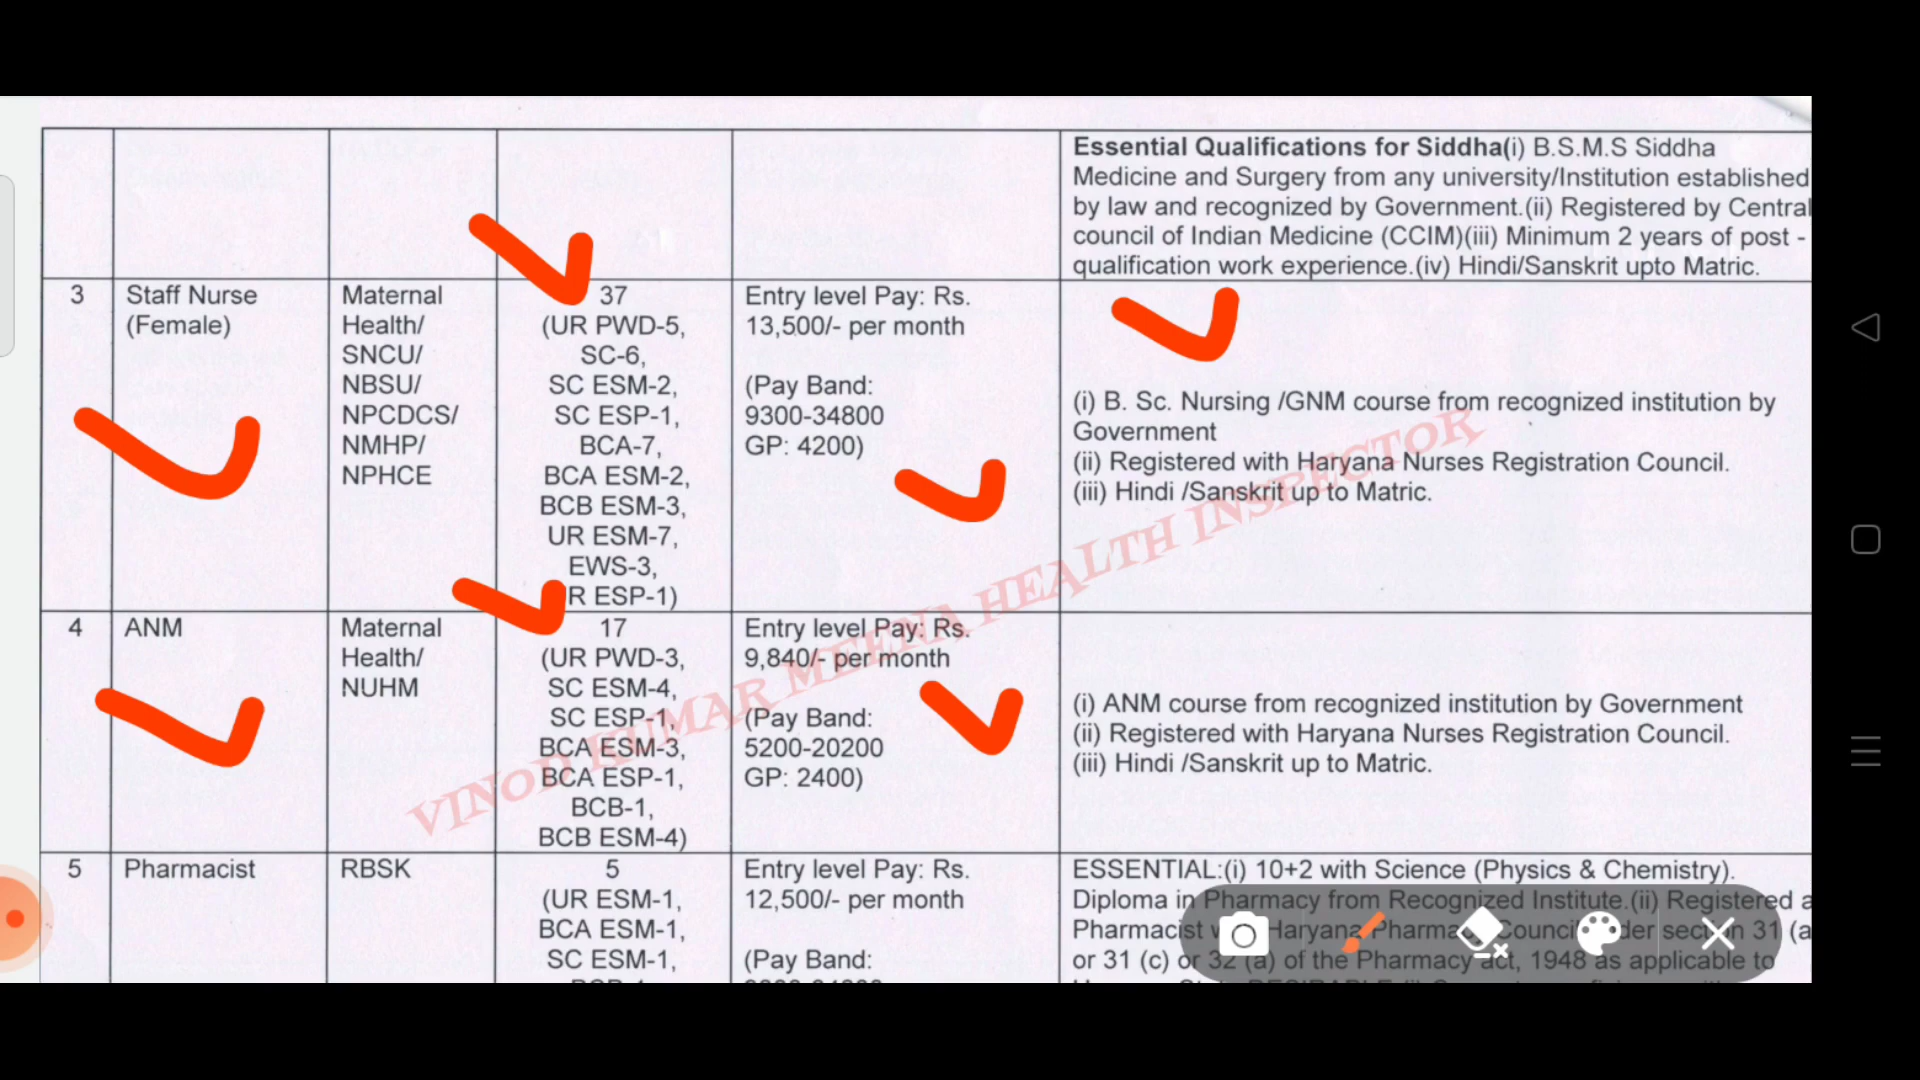 Essential Qualifications for Siddha(i) B.S.M.S Siddha
Medicine and Surgery from any university/Institution established
by law and recognized by Government.(ii) Registered by Central
council of Indian Medicine (CCIM)(iii) Minimum 2 years of post -
qualification work experience.(iv) Hindi/Sanskrit upto Matric.
3
Staff Nurse
(Female)
Maternal
Health/
SNCU/
NBSU/
NPCDCS/
NMHP/
NPHCE
37
(UR PWD-5,
SC-6,
SC ESM-2,
SC ESP-1,
BCA-7,
BCA ESM-2,
BCB ESM-3,
UR ESM-7,
EWS-3,
R ESP-1)
Entry level Pay: Rs.
13,500/- per month
(Pay Band:
9300-34800
GP: 4200)
(i) B. Sc. Nursing /GNM course from recognized institution by
Government
(ii) Registered with Haryana Nurses Registration Council.
(iii) Hindi /Sanskrit up to Matric.
4
ANM
Maternal
Health/
NUHM
17
(UR PWD-3,
SC ESM-4,
SC ESP-1,
BCA ESM-3,
BCA ESP-1,
BCB-1,
BCB ESM-4)
Entry level Pay: Rs.
9,840/- per month
(Pay Band:
5200-20200
GP: 2400)
(i) ANM course from recognized institution by Government
(ii) Registered with Haryana Nurses Registration Council.
(iii) Hindi /Sanskrit up to Matric.
5
Pharmacist
RBSK
5
(UR ESM-1,
BCA ESM-1,
SC ESM-1,
Entry level Pay: Rs.
12,500/- per month
(Pay Band:
ESSENTIAL:(i) 10+2 with Science (Physics & Chemistry).
Diploma in Pharmacy from Recognized Institute.(ii) Registered a
Pharmacist Haryana Pharmacy Council section 31 (a
or 31 (c) or 32 (a) of the Pharmacy act, 1948 as applicable to
VINOD KUMAR MEENA HEALTH INSPECTOR